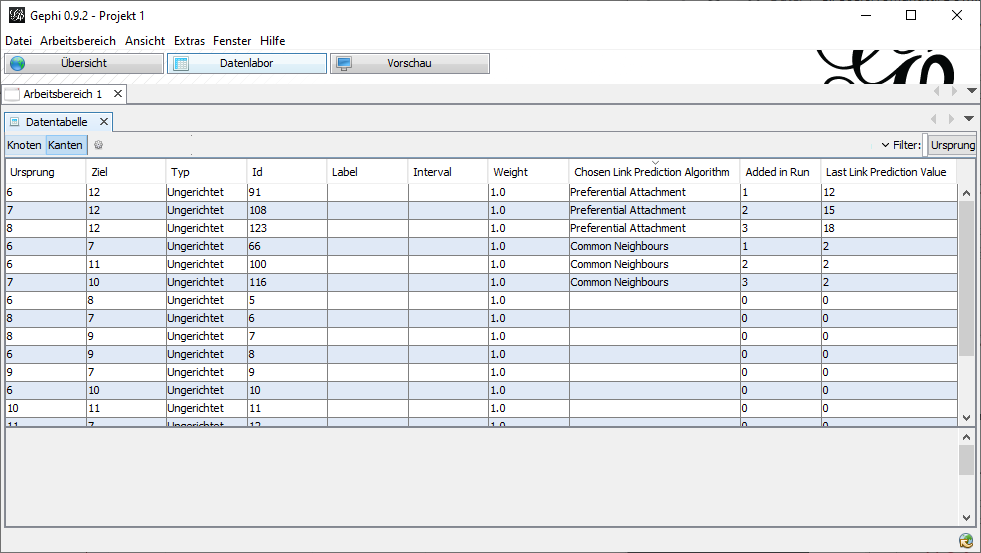 Gephi 0.9.2 - Projekt 1
Datei Arbeitsbereich Ansicht Extras Fenster Hilfe
Übersicht Datenlabor Vorschau
Arbeitsbereich 1
Datentabelle
Knoten Kanten Filter: Ursprung
Ursprung Ziel Typ Id Label Interval Weight Chosen Link Prediction Algorithm Added in Run Last Link Prediction Value
6 12 Ungerichtet 91 1.0 Preferential Attachment 1 12
7 12 Ungerichtet 108 1.0 Preferential Attachment 2 15
8 12 Ungerichtet 123 1.0 Preferential Attachment 3 18
6 7 Ungerichtet 66 1.0 Common Neighbours 1 2
6 11 Ungerichtet 100 1.0 Common Neighbours 2 2
7 10 Ungerichtet 116 1.0 Common Neighbours 3 2
6 8 Ungerichtet 5 1.0 0 0
8 7 Ungerichtet 6 1.0 0 0
8 9 Ungerichtet 7 1.0 0 0
6 9 Ungerichtet 8 1.0 0 0
9 7 Ungerichtet 9 1.0 0 0
6 10 Ungerichtet 10 1.0 0 0
10 11 Ungerichtet 11 1.0 0 0
11 7 Ungerichtet 12 1.0 0 0